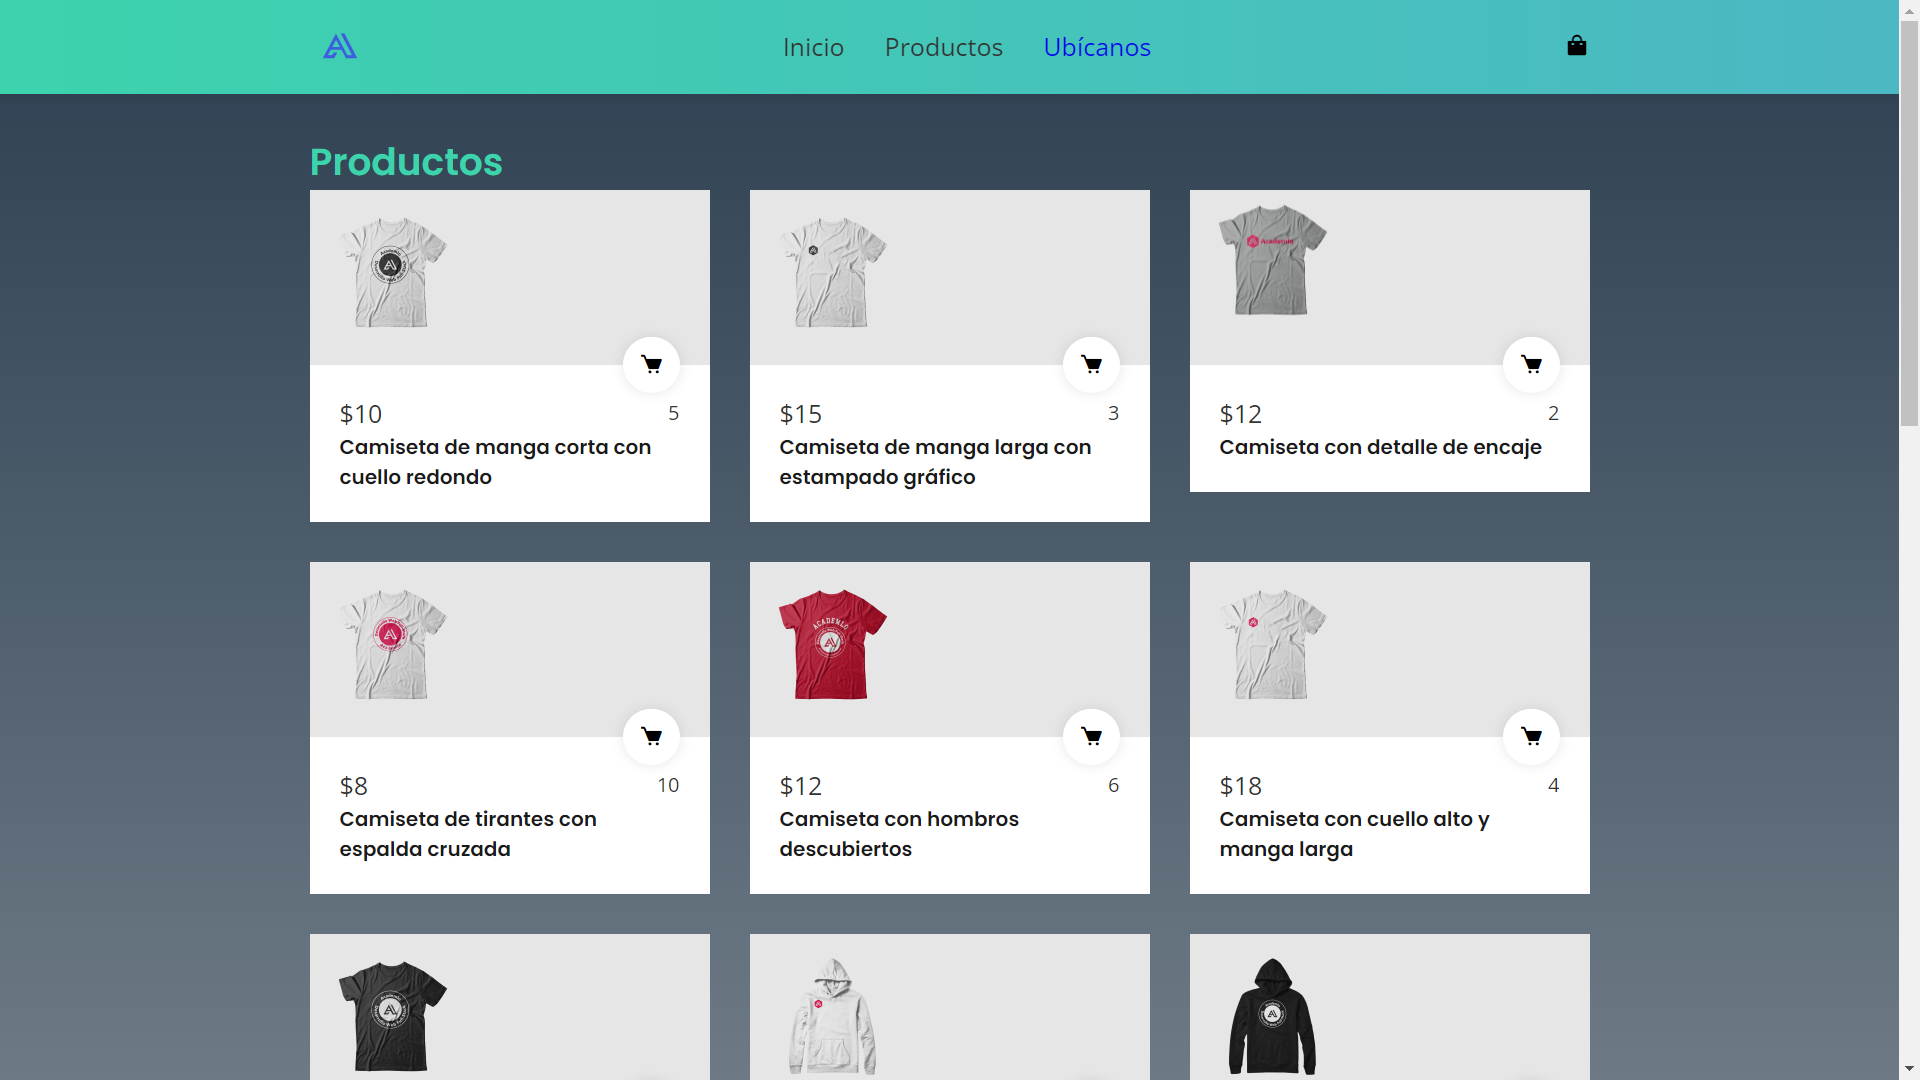 Inicio
Productos
Ubícanos
Productos
$10
5
Camiseta de manga corta con
cuello redondo
$15
3
Camiseta de manga larga con
estampado gráfico
$12
2
Camiseta con detalle de encaje
$8
10
Camiseta de tirantes con
espalda cruzada
ACADEMLO
$12
6
Camiseta con hombros
descubiertos
$18
4
Camiseta con cuello alto y
manga larga